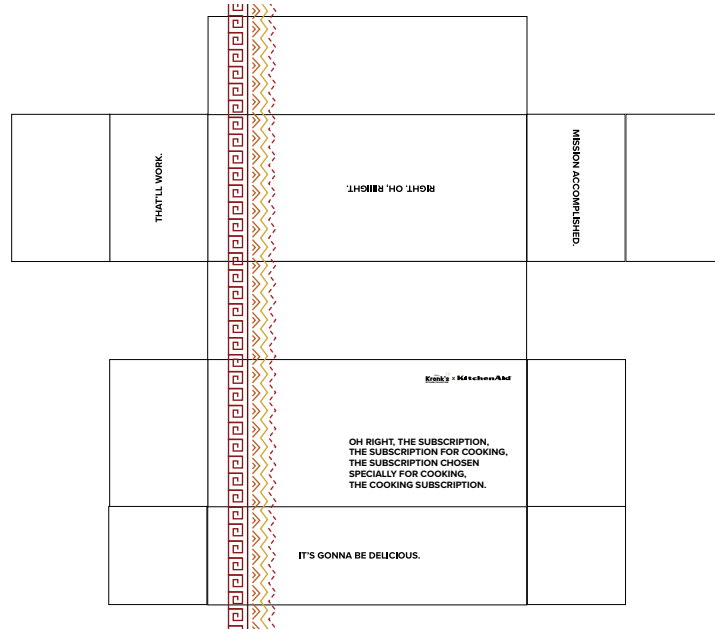 THAT'LL WORK.
RIGHT. OH, RIIIGHT.
MISSION ACCOMPLISHED.
Kronk's x KitchenAid
OH RIGHT, THE SUBSCRIPTION,
THE SUBSCRIPTION FOR COOKING,
THE SUBSCRIPTION CHOSEN
SPECIALLY FOR COOKING,
THE COOKING SUBSCRIPTION.
IT'S GONNA BE DELICIOUS.